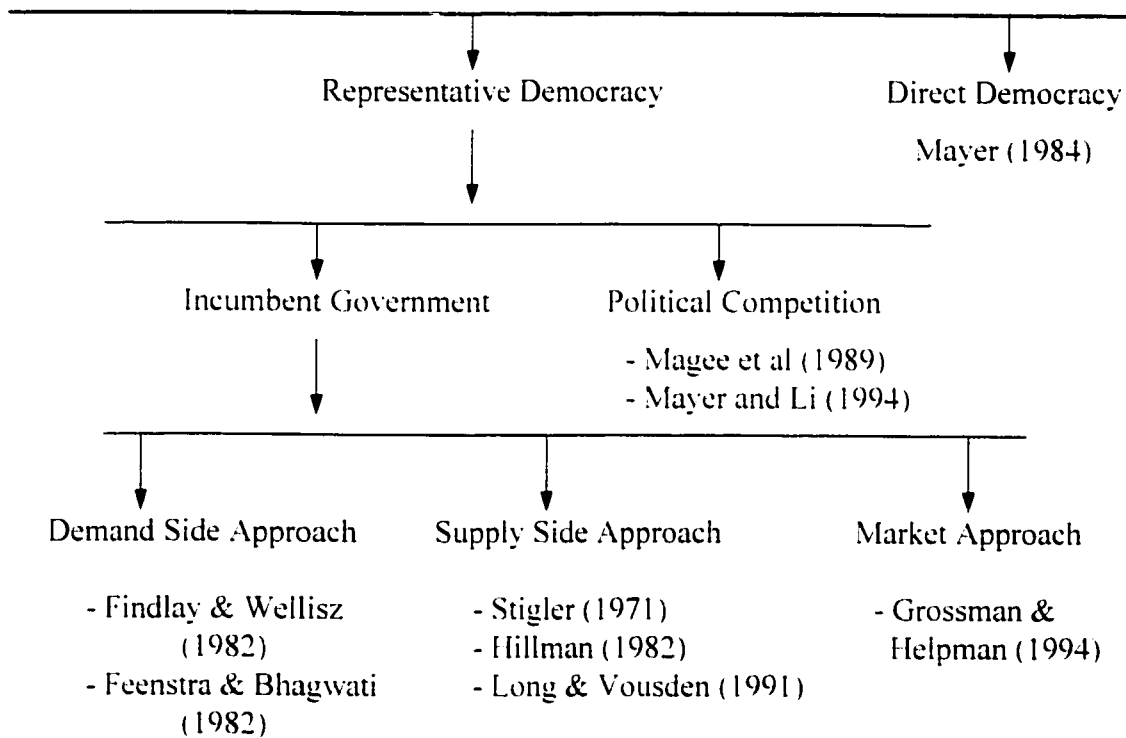 Representative Democracy
Direct Democracy
Mayer (1984)
Incumbent Government
Political Competition
- Magee et al (1989)
- Mayer and Li (1994)
Demand Side Approach
Supply Side Approach
Market Approach
- Findlay & Wellisz
(1982)
- Feenstra & Bhagwati
(1982)
- Stigler (1971)
- Hillman (1982)
- Long & Vousden (1991)
- Grossman &
Helpman (1994)